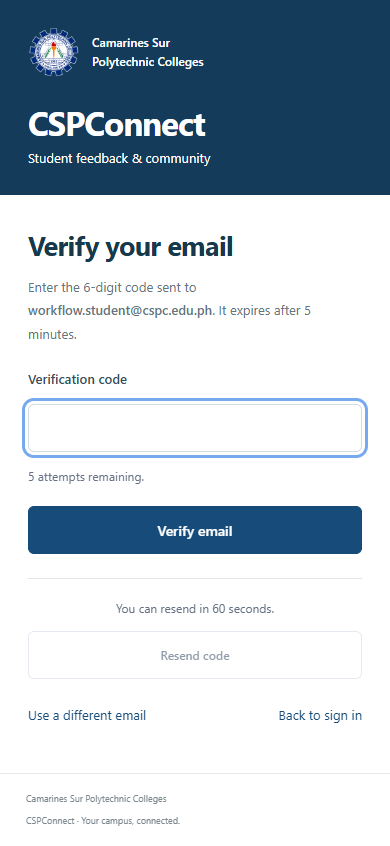 Camarines Sur
Polytechnic Colleges
CSPConnect
Student feedback & community
Verify your email
Enter the 6-digit code sent to
workflow.student@cspc.edu.ph. It expires after 5
minutes.
Verification code
5 attempts remaining.
Verify email
You can resend in 60 seconds.
Resend code
Use a different email
Back to sign in
Camarines Sur Polytechnic Colleges
CSPConnect · Your campus, connected.